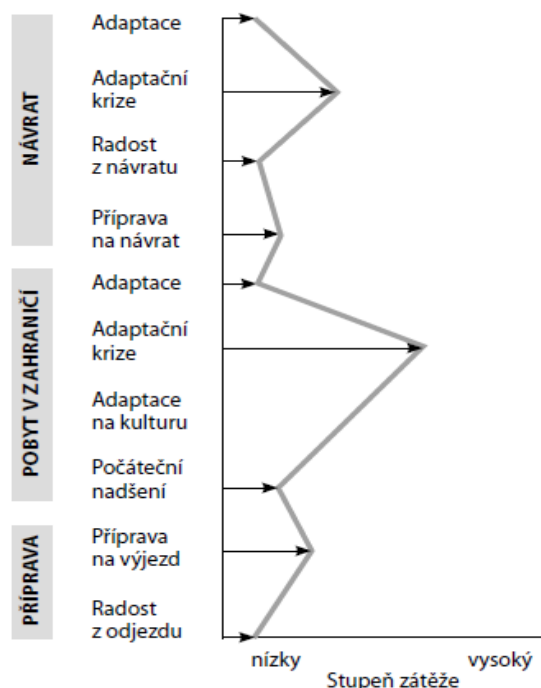 NÁVRAT
Adaptace
Adaptační
krize
Radost
z návratu
Příprava
na návrat
POBYT V ZAHRANIČÍ
Adaptace
Adaptační
krize
Adaptace
na kulturu
Počáteční
nadšení
PŘÍPRAVA
Příprava
na výjezd
Radost
z odjezdu
nízky
vysoký
Stupeň zátěže